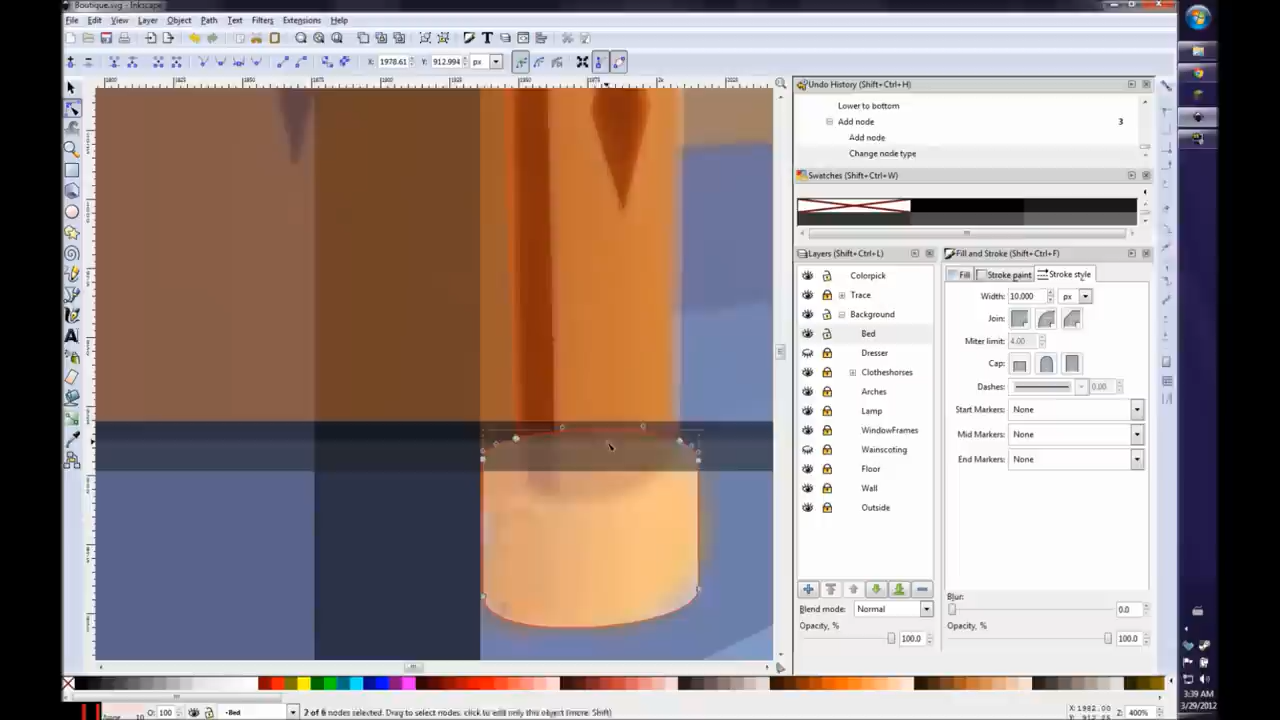 Boutique.svg - Inkscape
File Edit View Layer Object Path Text Filters Extensions Help
X: 1978.61 Y: 912.994 px
Undo History (Shift+Ctrl+H)
Lower to bottom
Add node 3
Add node
Change node type
Swatches (Shift+Ctrl+W)
Layers (Shift+Ctrl+L)
Colorpick
Trace
Background
Bed
Dresser
Clotheshorses
Arches
Lamp
WindowFrames
Wainscoting
Floor
Wall
Outside
Blend mode: Normal
Opacity, % 100.0
Fill and Stroke (Shift+Ctrl+F)
Fill Stroke paint Stroke style
Width: 10.000 px
Join:
Miter limit: 4.00
Cap:
Dashes: 0.00
Start Markers: None
Mid Markers: None
End Markers: None
Blur:
0.0
Opacity, %
100.0
O: 100 -Bed 2 of 6 nodes selected. Drag to select nodes, click to edit only this object (more: Shift)
X: 1982.00
Z: 400%
3:39 AM
3/29/2012